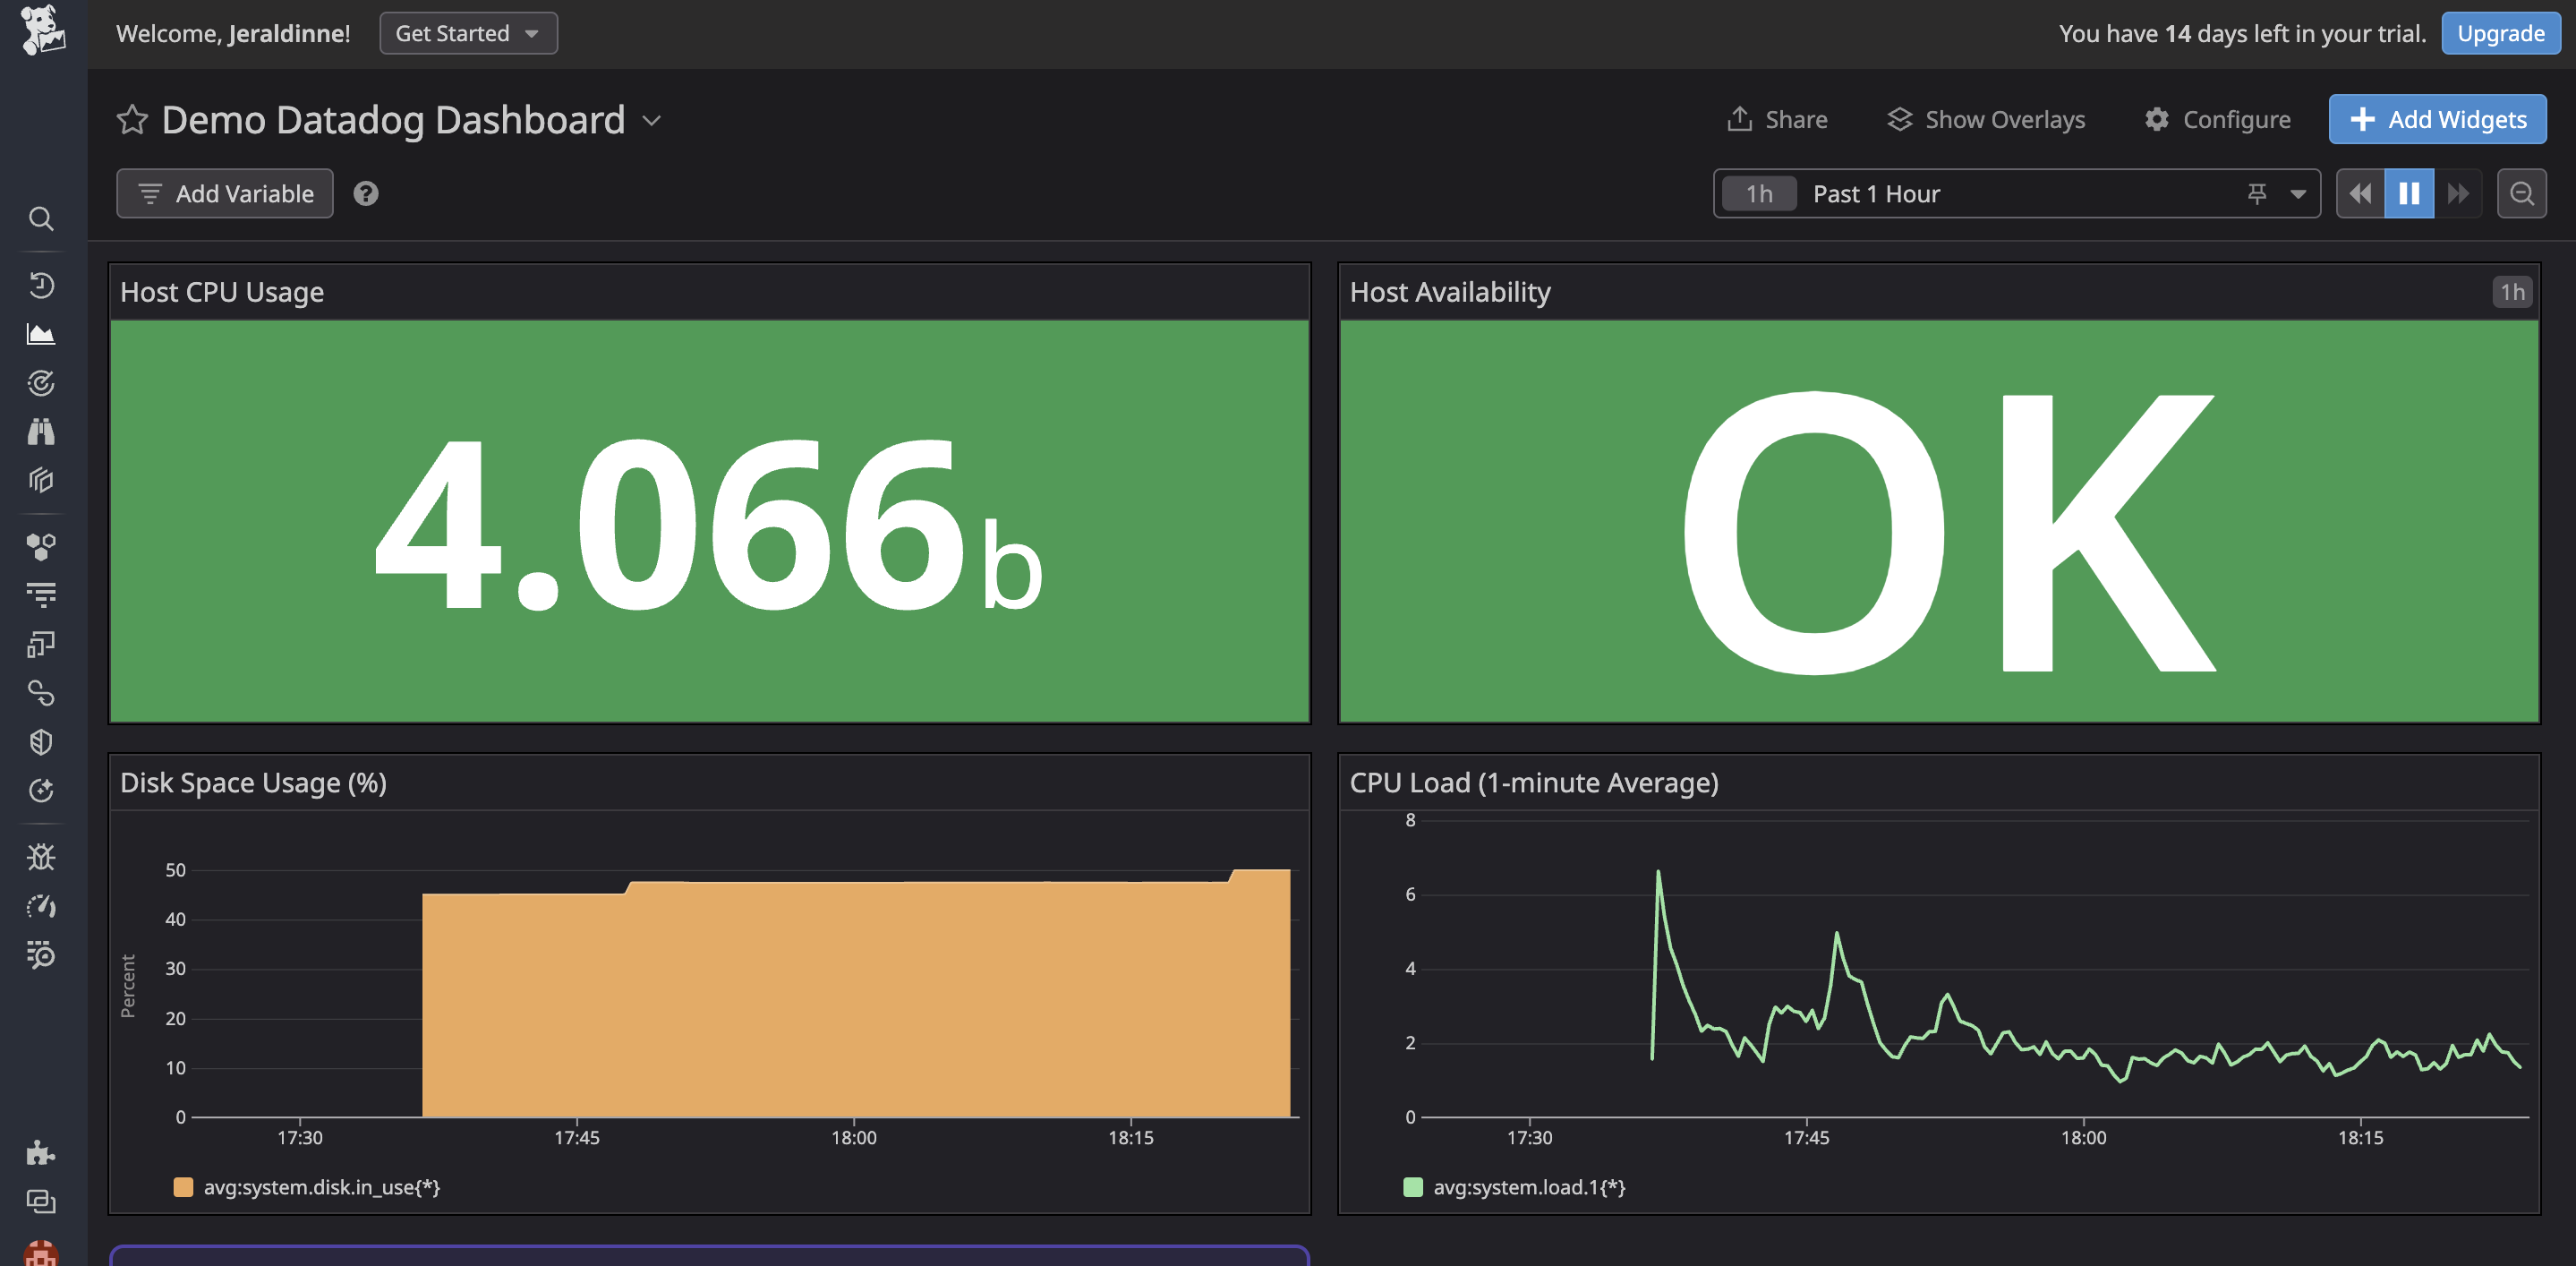 Welcome, Jeraldinne!
Get Started
You have 14 days left in your trial.
Upgrade
Demo Datadog Dashboard
Share
Show Overlays
Configure
Add Widgets
Add Variable
?
1h
Past 1 Hour
Host CPU Usage
4.066b
Host Availability
1h
OK
Disk Space Usage (%)
Percent
50
40
30
20
10
0
17:30
17:45
18:00
18:15
avg:system.disk.in_use{*}
CPU Load (1-minute Average)
8
6
4
2
0
17:30
17:45
18:00
18:15
avg:system.load.1{*}